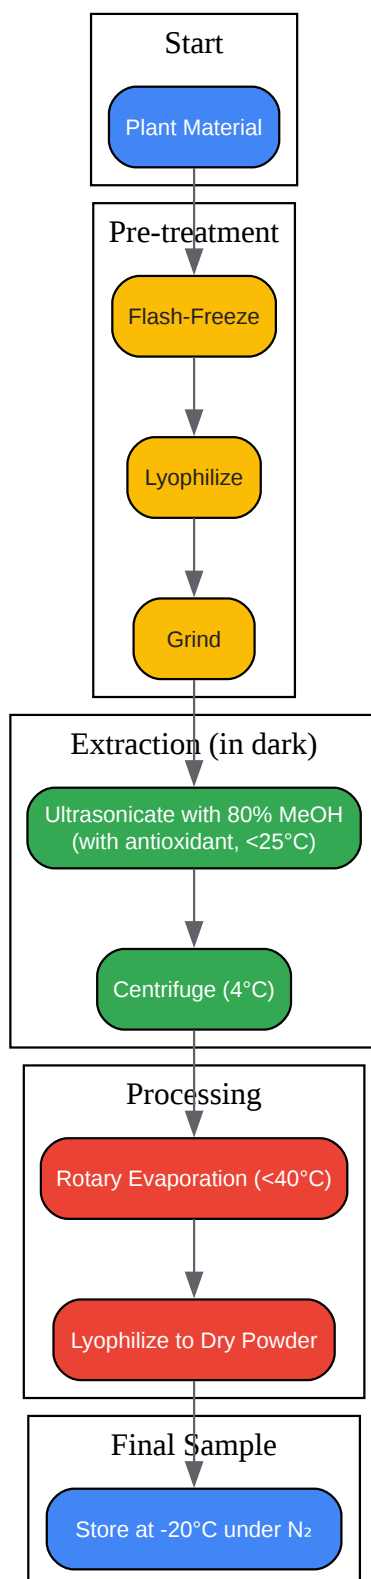 Start
Plant Material
Pre-treatment
Flash-Freeze
Lyophilize
Grind
Extraction (in dark)
Ultrasonicate with 80% MeOH
(with antioxidant, <25°C)
Centrifuge (4°C)
Processing
Rotary Evaporation (<40°C)
Lyophilize to Dry Powder
Final Sample
Store at -20°C under N₂